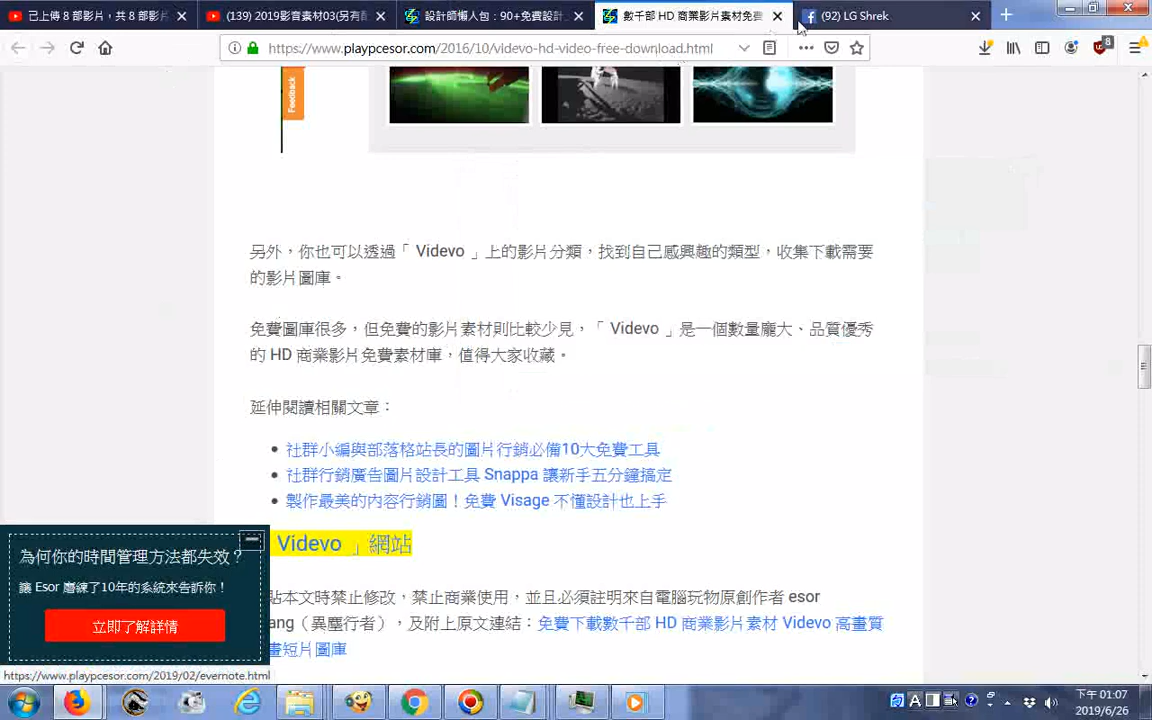 已上傳 8 部影片，共 8 部影片
(139) 2019影音素材03(另有
設計師懶人包：90+免費設計
數千部 HD 商業影片素材免費
(92) LG Shrek
https://www.playpcesor.com/2016/10/videvo-hd-video-free-download.html
8
Feedback
另外，你也可以透過「 Videvo 」上的影片分類，找到自己感興趣的類型，收集下載需要
的影片圖庫。
免費圖庫很多，但免費的影片素材則比較少見，「 Videvo 」是一個數量龐大、品質優秀
的 HD 商業影片免費素材庫，值得大家收藏。
延伸閱讀相關文章：
社群小編與部落格站長的圖片行銷必備10大免費工具
社群行銷廣告圖片設計工具 Snappa 讓新手五分鐘搞定
製作最美的內容行銷圖！免費 Visage 不懂設計也上手
Videvo 」網站
為何你的時間管理方法都失效？
讓 Esor 磨練了10年的系統來告訴你！
立即了解詳情
貼本文時禁止修改，禁止商業使用，並且必須註明來自電腦玩物原創作者 esor
ang（異塵行者），及附上原文連結：免費下載數千部 HD 商業影片素材 Videvo 高畫質
畫短片圖庫
https://www.playpcesor.com/2019/02/evernote.html
A
下午 01:07
2019/6/26